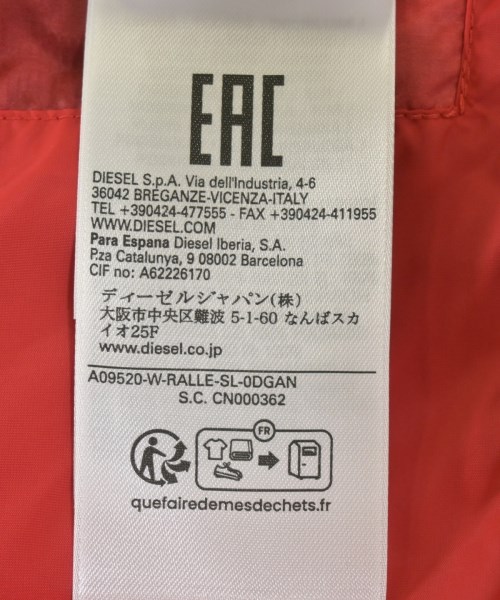 EAC
DIESEL S.p.A. Via dell'Industria, 4-6
36042 BREGANZE-VICENZA-ITALY
TEL +390424-477555 - FAX +390424-411955
WWW.DIESEL.COM
Para Espana Diesel Iberia, S.A.
P.za Catalunya, 9 08002 Barcelona
CIF no: A62226170
ディーゼルジャパン(株)
大阪市中央区難波 5-1-60 なんばスカ
イオ25F
www.diesel.co.jp
A09520-W-RALLE-SL-0DGAN
S.C. CN000362
FR
quefairedemesdechets.fr